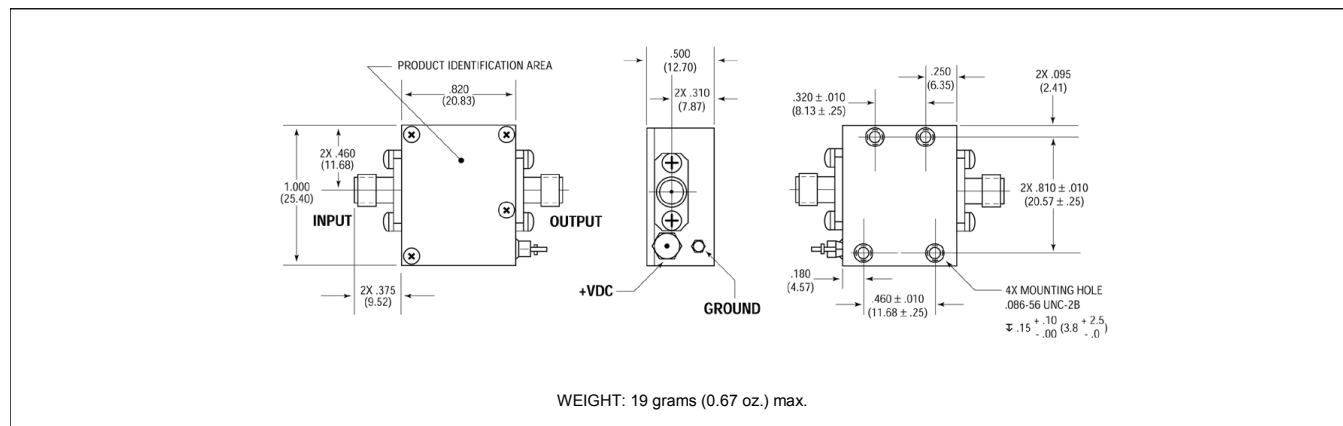 PRODUCT IDENTIFICATION AREA
.820
(20.83)
2X .460
(11.68)
1.000
(25.40)
INPUT
OUTPUT
2X .375
(9.52)
.500
(12.70)
2X .310
(7.87)
+VDC
GROUND
.250
(6.35)
2X .095
(2.41)
.320 ± .010
(8.13 ± .25)
2X .810 ± .010
(20.57 ± .25)
.180
(4.57)
.460 ± .010
(11.68 ± .25)
4X MOUNTING HOLE
.086-56 UNC-2B
↧ .15 + .10 - .00 (3.8 + 2.5 - .0)
WEIGHT: 19 grams (0.67 oz.) max.